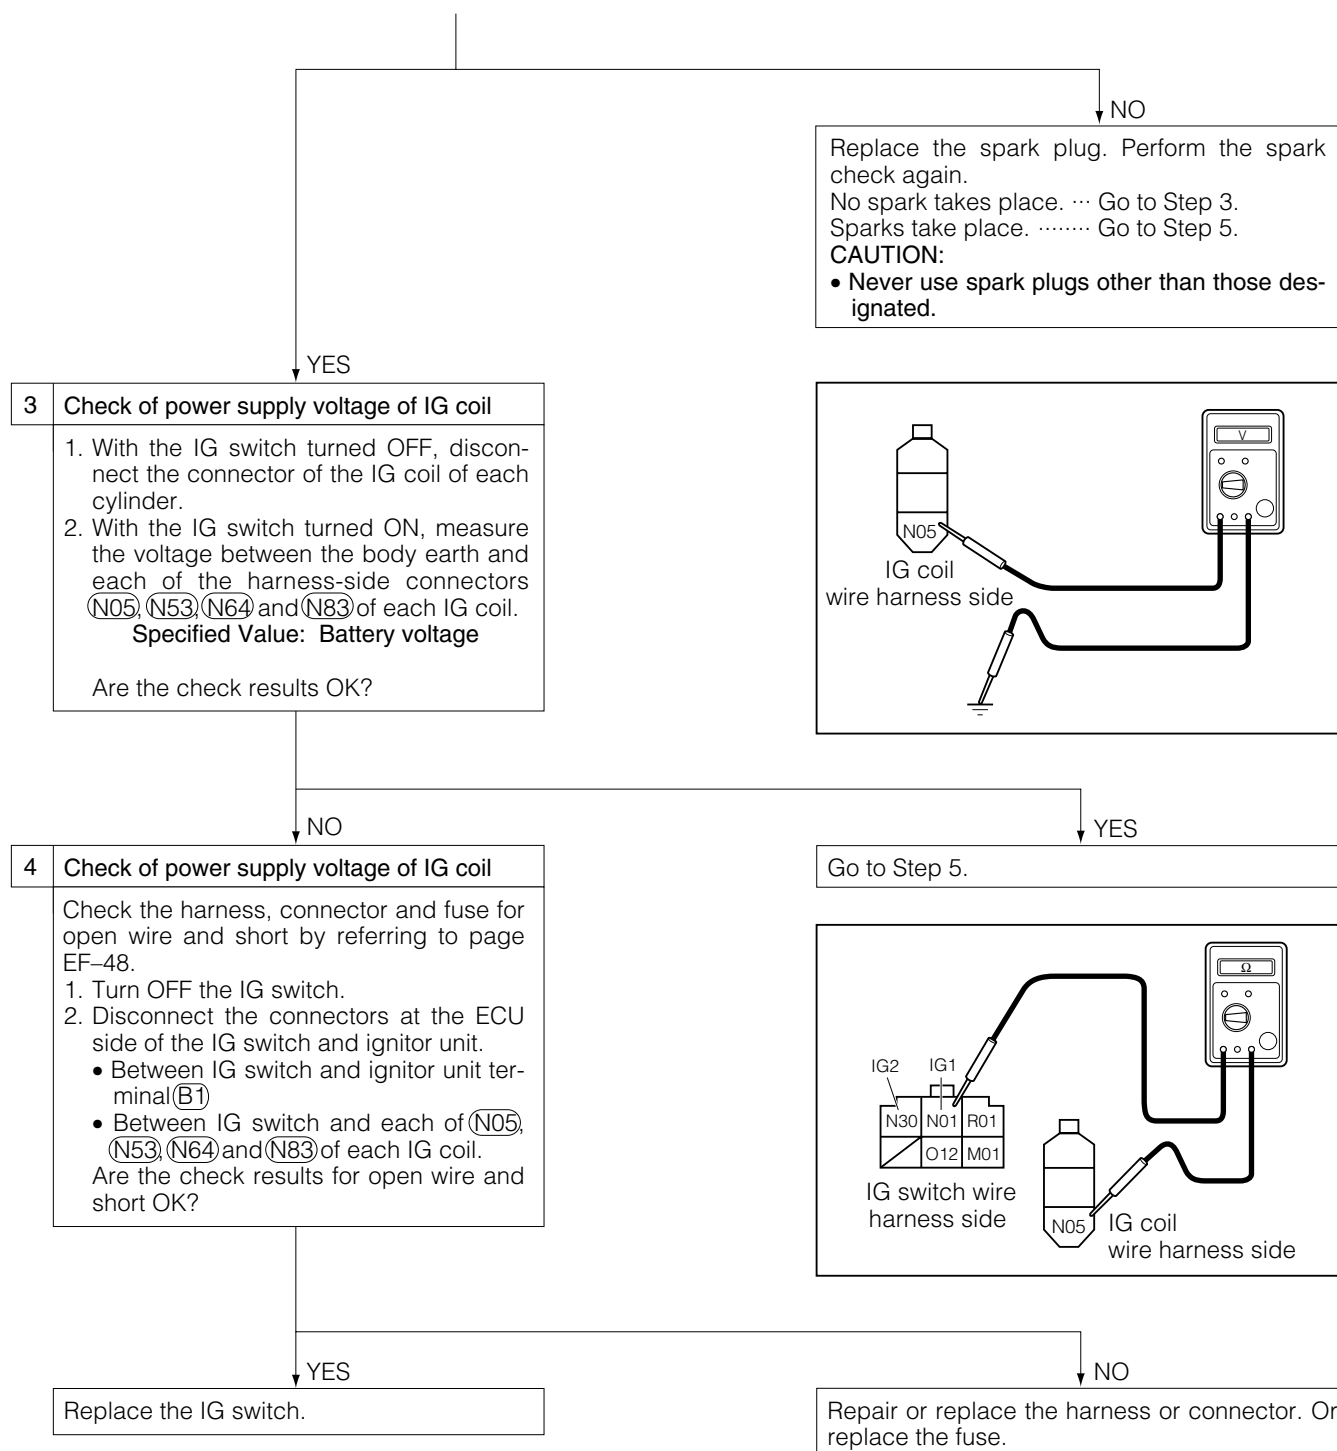 NO
Replace the spark plug. Perform the spark
check again.
No spark takes place. ··· Go to Step 3.
Sparks take place. ········ Go to Step 5.
CAUTION:
• Never use spark plugs other than those des-
ignated.
YES
3 Check of power supply voltage of IG coil
1. With the IG switch turned OFF, discon-
nect the connector of the IG coil of each
cylinder.
2. With the IG switch turned ON, measure
the voltage between the body earth and
each of the harness-side connectors
N05, N53, N64 and N83 of each IG coil.
Specified Value: Battery voltage
Are the check results OK?
V
N05
IG coil
wire harness side
NO
YES
4 Check of power supply voltage of IG coil
Check the harness, connector and fuse for
open wire and short by referring to page
EF–48.
1. Turn OFF the IG switch.
2. Disconnect the connectors at the ECU
side of the IG switch and ignitor unit.
• Between IG switch and ignitor unit ter-
minal B1
• Between IG switch and each of N05,
N53, N64 and N83 of each IG coil.
Are the check results for open wire and
short OK?
Go to Step 5.
Ω
IG2 IG1
N30 N01 R01
O12 M01
IG switch wire
harness side
N05
IG coil
wire harness side
YES
NO
Replace the IG switch.
Repair or replace the harness or connector. Or
replace the fuse.